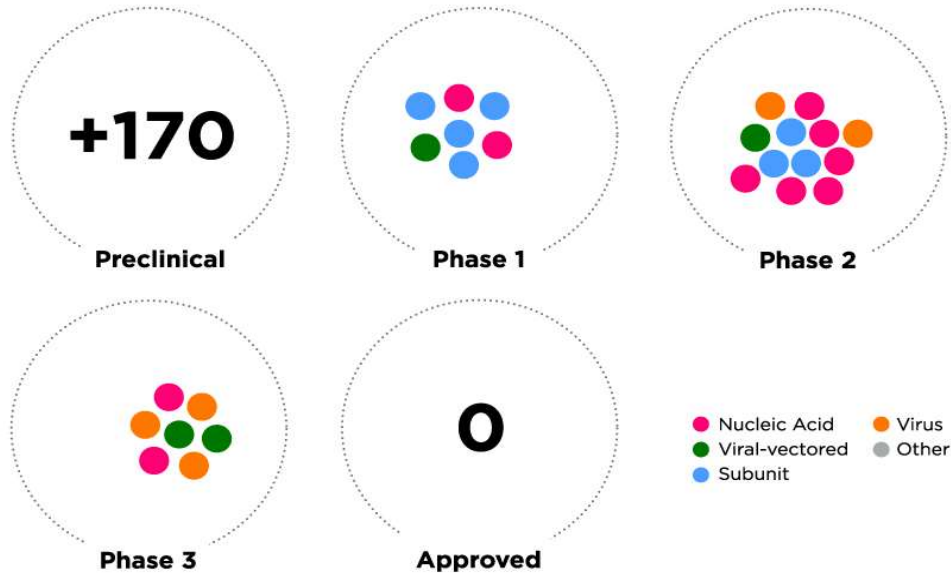 +170
Preclinical
Phase 1
Phase 2
Phase 3
0
Approved
Nucleic Acid
Viral-vectored
Subunit
Virus
Other